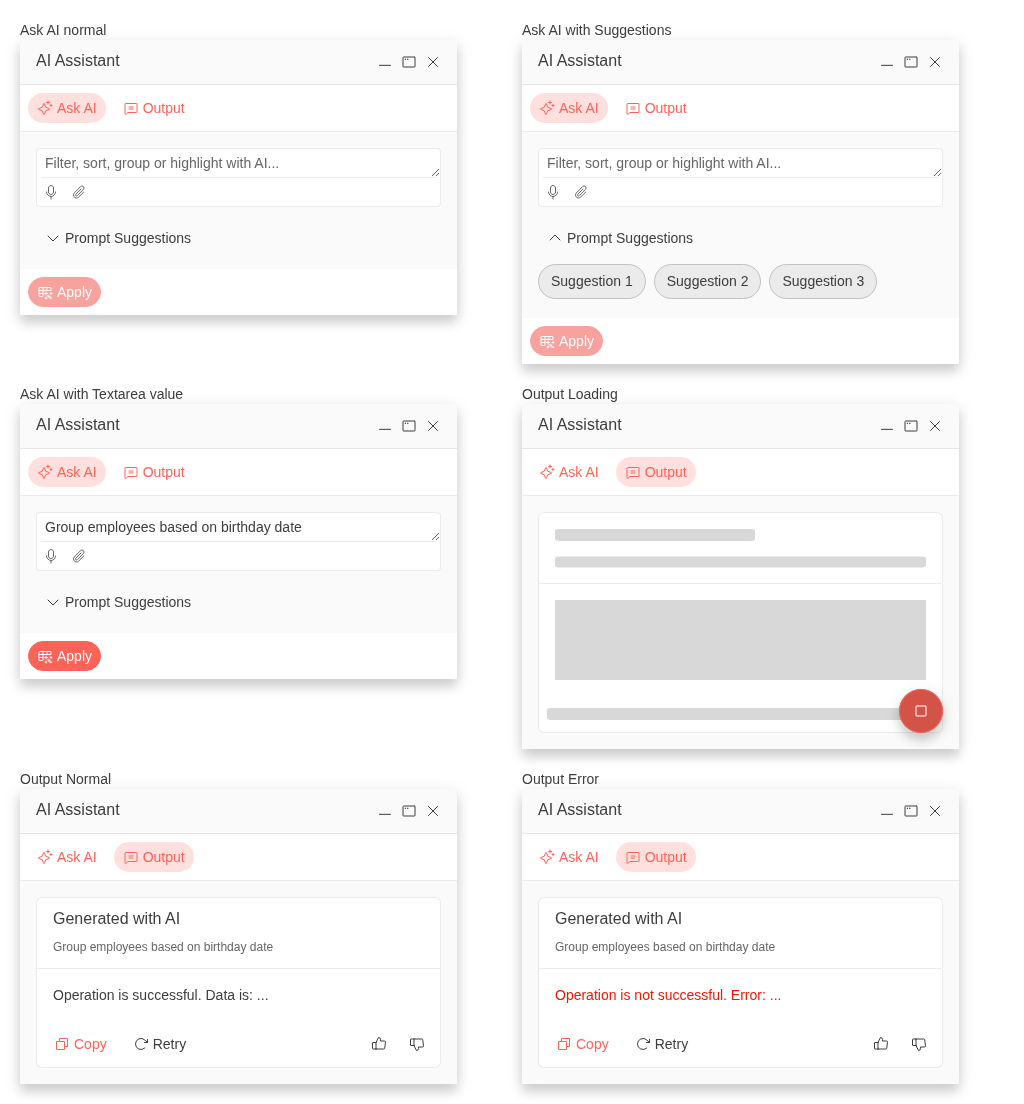 Ask AI normal
AI Assistant
Ask AI Output
Filter, sort, group or highlight with AI...
Prompt Suggestions
Apply
Ask AI with Suggestions
AI Assistant
Ask AI Output
Filter, sort, group or highlight with AI...
Prompt Suggestions
Suggestion 1 Suggestion 2 Suggestion 3
Apply
Ask AI with Textarea value
AI Assistant
Ask AI Output
Group employees based on birthday date
Prompt Suggestions
Apply
Output Loading
AI Assistant
Ask AI Output
Output Normal
AI Assistant
Ask AI Output
Generated with AI
Group employees based on birthday date
Operation is successful. Data is: ...
Copy Retry
Output Error
AI Assistant
Ask AI Output
Generated with AI
Group employees based on birthday date
Operation is not successful. Error: ...
Copy Retry